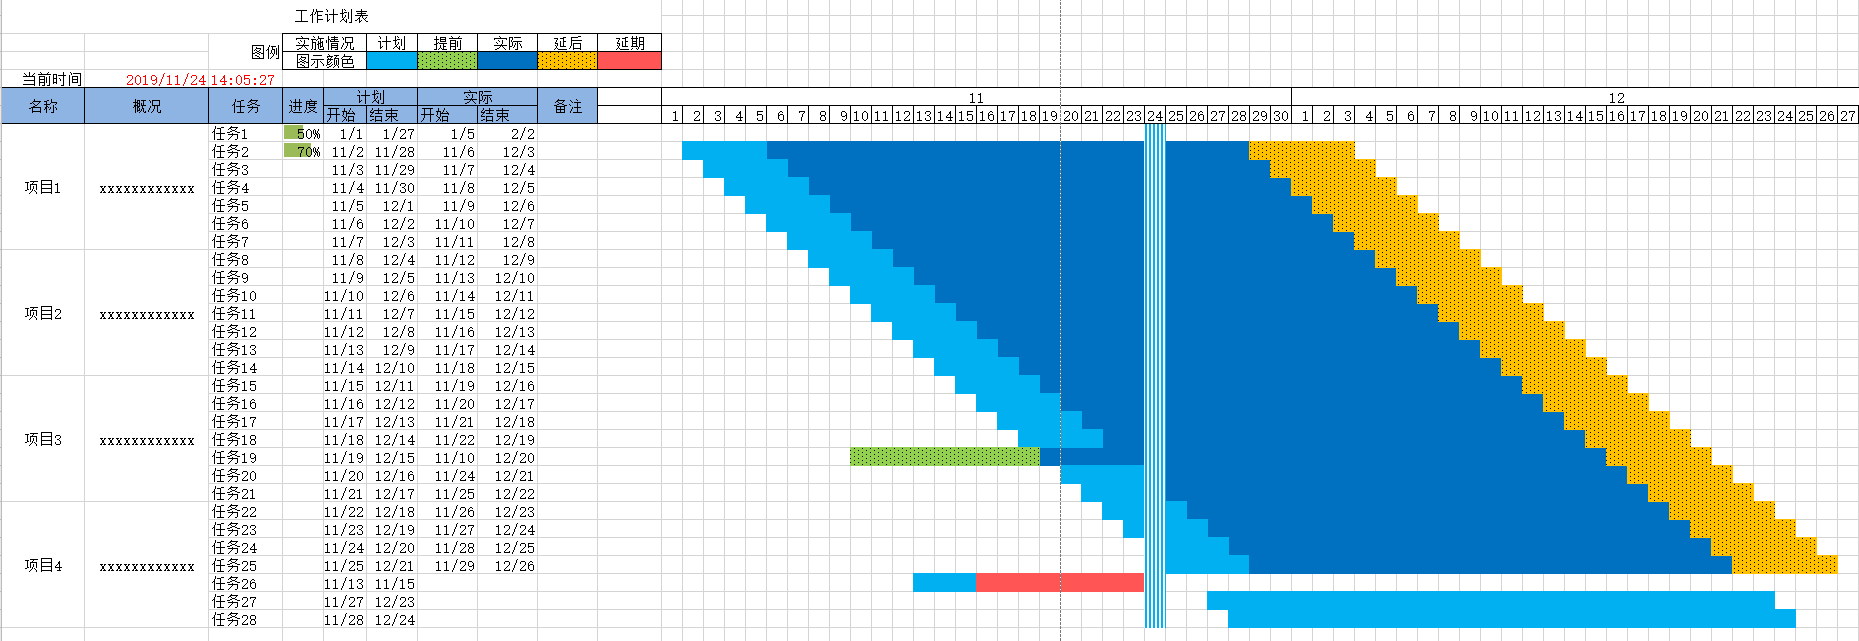 工作计划表
图例 实施情况 计划 提前 实际 延后 延期
图示颜色
当前时间 2019/11/24 14:05:27
名称 概况 任务 进度 计划 实际 备注 11 12
开始 结束 开始 结束 1 2 3 4 5 6 7 8 9 10 11 12 13 14 15 16 17 18 19 20 21 22 23 24 25 26 27 28 29 30 1 2 3 4 5 6 7 8 9 10 11 12 13 14 15 16 17 18 19 20 21 22 23 24 25 26 27
任务1 50% 1/1 1/27 1/5 2/2
任务2 70% 11/2 11/28 11/6 12/3
任务3 11/3 11/29 11/7 12/4
项目1 xxxxxxxxxxxx 任务4 11/4 11/30 11/8 12/5
任务5 11/5 12/1 11/9 12/6
任务6 11/6 12/2 11/10 12/7
任务7 11/7 12/3 11/11 12/8
任务8 11/8 12/4 11/12 12/9
任务9 11/9 12/5 11/13 12/10
任务10 11/10 12/6 11/14 12/11
项目2 xxxxxxxxxxxx 任务11 11/11 12/7 11/15 12/12
任务12 11/12 12/8 11/16 12/13
任务13 11/13 12/9 11/17 12/14
任务14 11/14 12/10 11/18 12/15
任务15 11/15 12/11 11/19 12/16
任务16 11/16 12/12 11/20 12/17
任务17 11/17 12/13 11/21 12/18
项目3 xxxxxxxxxxxx 任务18 11/18 12/14 11/22 12/19
任务19 11/19 12/15 11/10 12/20
任务20 11/20 12/16 11/24 12/21
任务21 11/21 12/17 11/25 12/22
任务22 11/22 12/18 11/26 12/23
任务23 11/23 12/19 11/27 12/24
任务24 11/24 12/20 11/28 12/25
项目4 xxxxxxxxxxxx 任务25 11/25 12/21 11/29 12/26
任务26 11/13 11/15
任务27 11/27 12/23
任务28 11/28 12/24